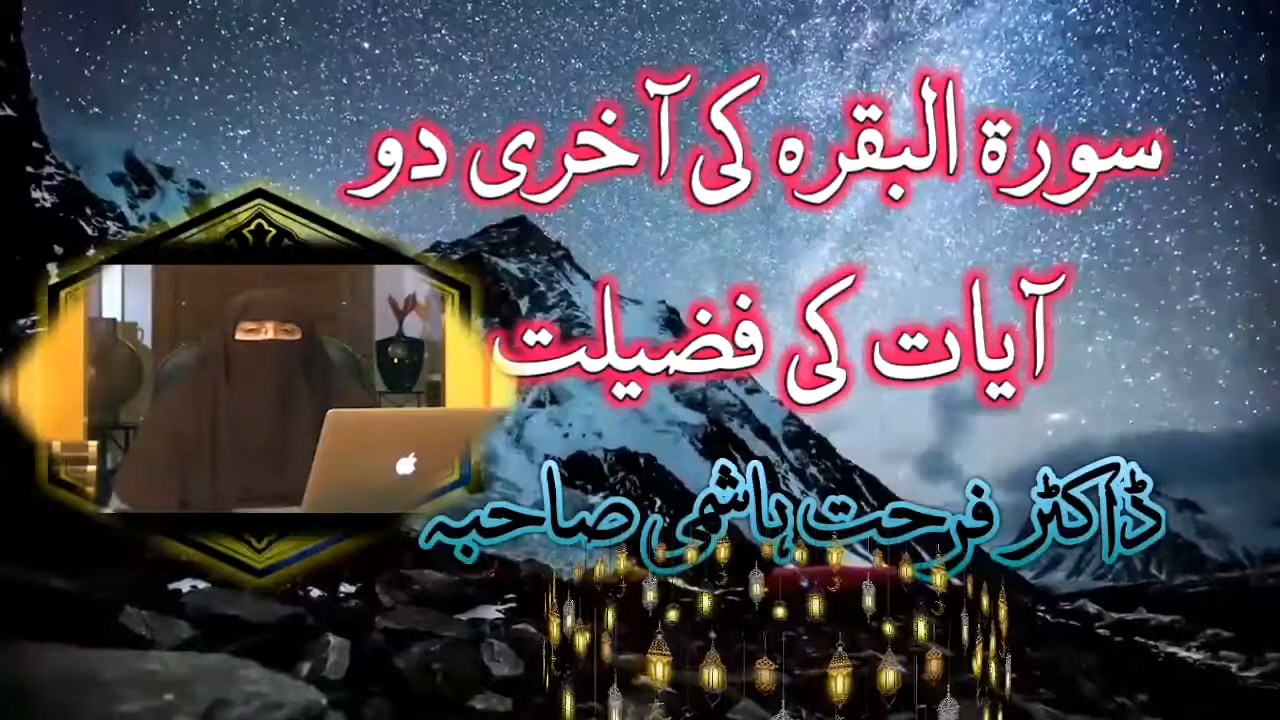 سورۃ البقرہ کی آخری دو
آیات کی فضیلت
ڈاکٹر فرحت ہاشمی صاحبہ